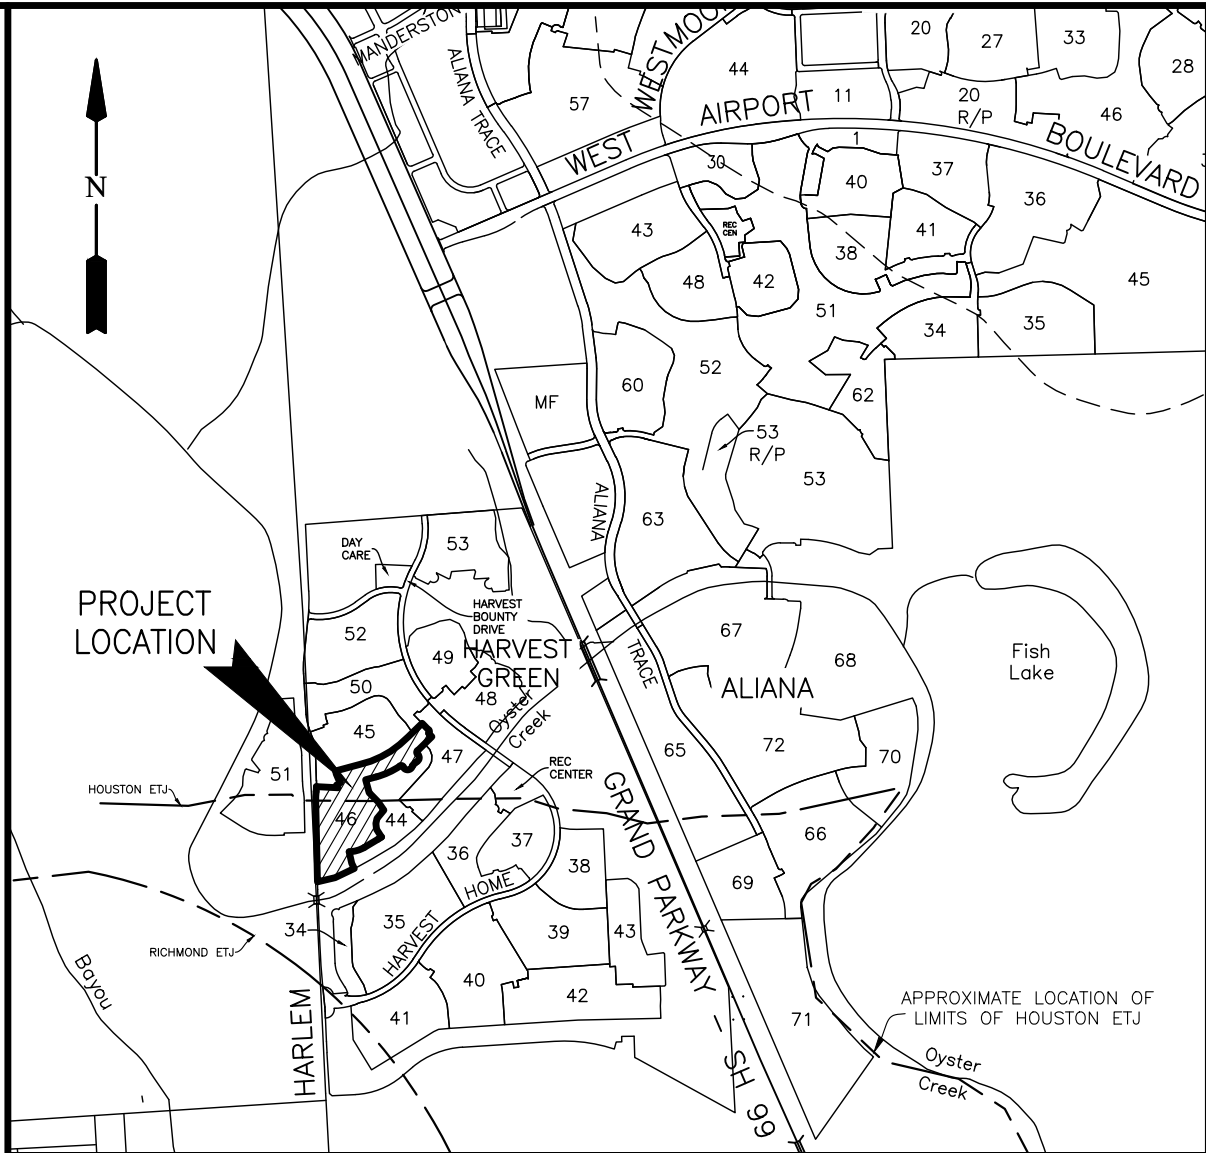 MANDERSTON
ALIANA TRACE
57
44
20
27
33
28
11
20
R/P
46
WEST AIRPORT BOULEVARD
1
30
40
37
36
43
REC
CEN
41
38
48
42
45
51
34
35
52
62
60
MF
53
R/P
53
N
63
ALIANA
TRACE
DAY
CARE
53
HARVEST
BOUNTY
DRIVE
PROJECT
LOCATION
52
49
HARVEST
GREEN
67
68
Fish
Lake
50
48
ALIANA
Oyster
Creek
45
47
65
72
70
51
REC
CENTER
HOUSTON ETJ
46
44
36
37
38
66
69
HARVEST HOME
GRAND PARKWAY – SH 99
34
35
39
43
RICHMOND ETJ
Bayou
40
42
41
HARLEM
71
APPROXIMATE LOCATION OF
LIMITS OF HOUSTON ETJ
Oyster
Creek